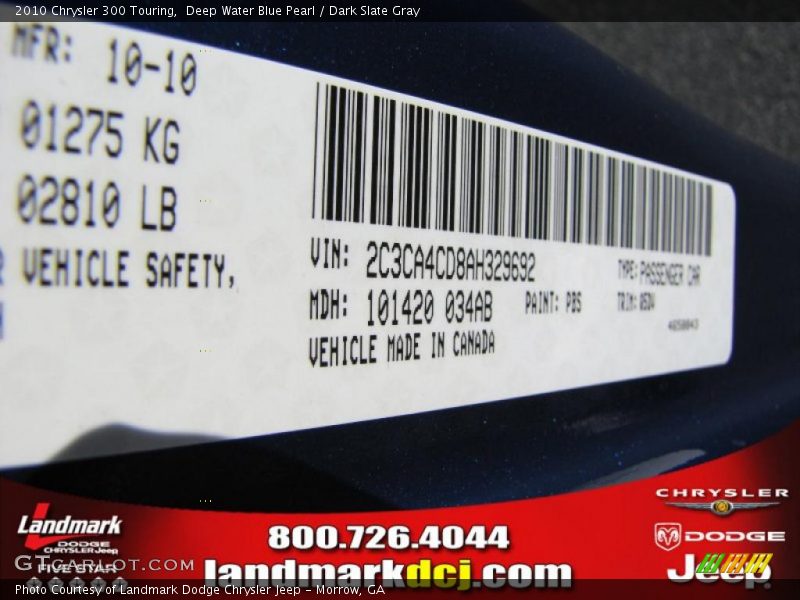 2010 Chrysler 300 Touring,  Deep Water Blue Pearl / Dark Slate Gray
MFR: 10-10
01275 KG
02810 LB
VEHICLE SAFETY,
VIN: 2C3CA4CD8AH329692
TYPE: PASSENGER CAR
MDH: 101420 034AB
PAINT: PBS
TRIM:
VEHICLE MADE IN CANADA
Landmark
DODGE
CHRYSLER Jeep
FIVE STAR
800.726.4044
landmarkdcj.com
CHRYSLER
DODGE
Jeep
GTcarlot.com
Photo Courtesy of Landmark Dodge Chrysler Jeep – Morrow, GA